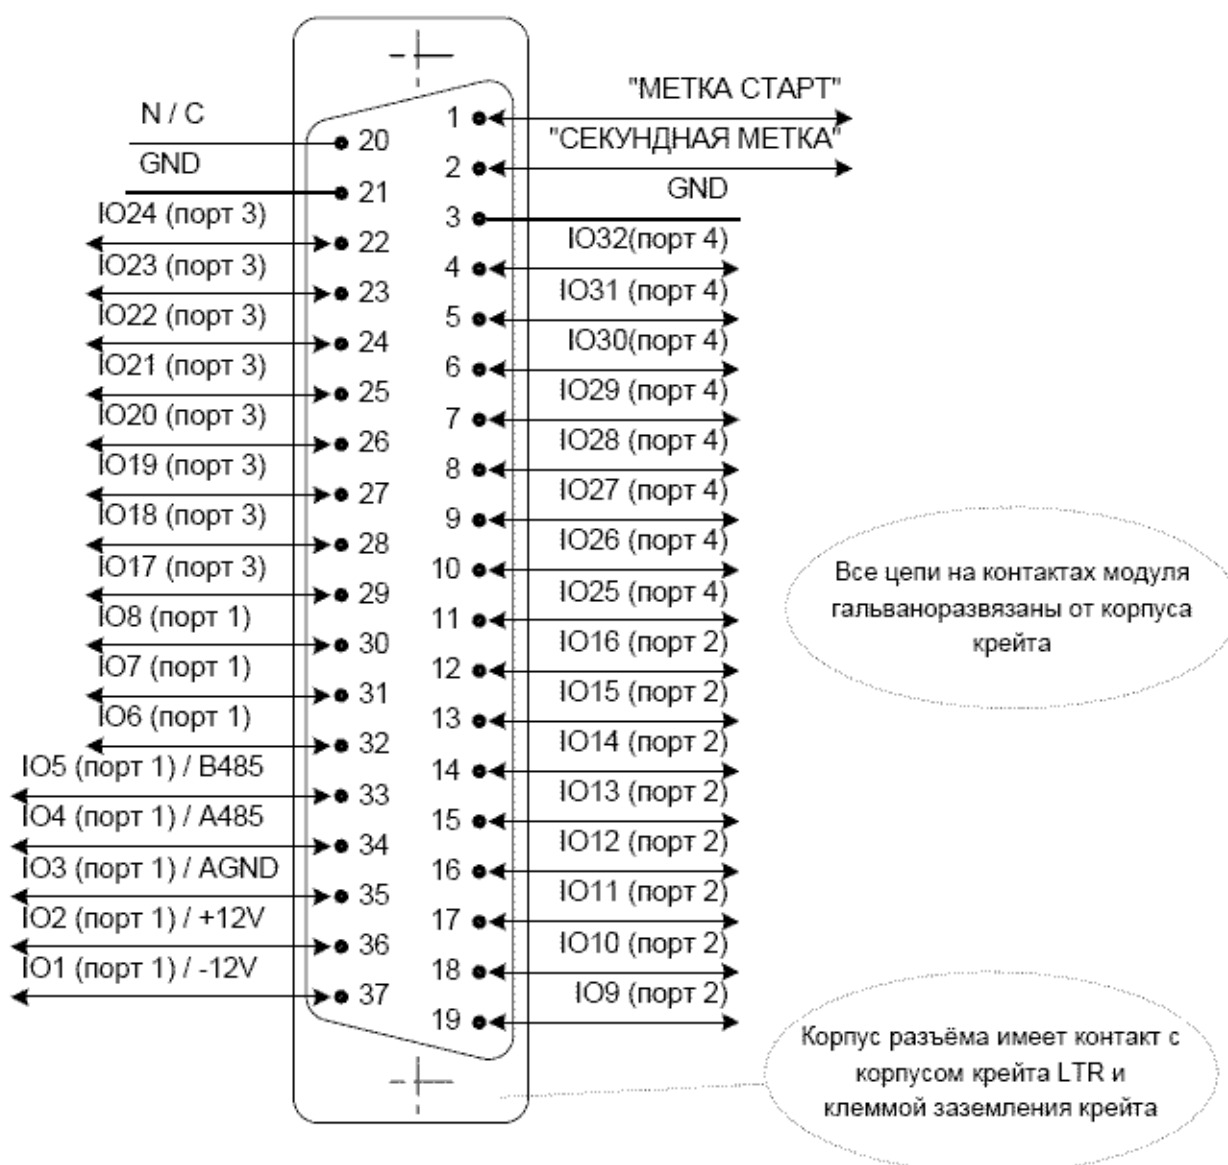 "МЕТКА СТАРТ"
1
N / C
20
"СЕКУНДНАЯ МЕТКА"
2
GND
21
GND
3
IO24 (порт 3)
22
IO32(порт 4)
4
IO23 (порт 3)
23
IO31 (порт 4)
5
IO22 (порт 3)
24
IO30(порт 4)
6
IO21 (порт 3)
25
IO29 (порт 4)
7
IO20 (порт 3)
26
IO28 (порт 4)
8
IO19 (порт 3)
27
IO27 (порт 4)
9
IO18 (порт 3)
28
IO26 (порт 4)
10
IO17 (порт 3)
29
IO25 (порт 4)
11
IO8 (порт 1)
30
IO16 (порт 2)
12
IO7 (порт 1)
31
IO15 (порт 2)
13
IO6 (порт 1)
32
IO14 (порт 2)
14
IO5 (порт 1) / B485
33
IO13 (порт 2)
15
IO4 (порт 1) / A485
34
IO12 (порт 2)
16
IO3 (порт 1) / AGND
35
IO11 (порт 2)
17
IO2 (порт 1) / +12V
36
IO10 (порт 2)
18
IO1 (порт 1) / -12V
37
IO9 (порт 2)
19
Все цепи на контактах модуля
гальваноразвязаны от корпуса
крейта
Корпус разъёма имеет контакт с
корпусом крейта LTR и
клеммой заземления крейта